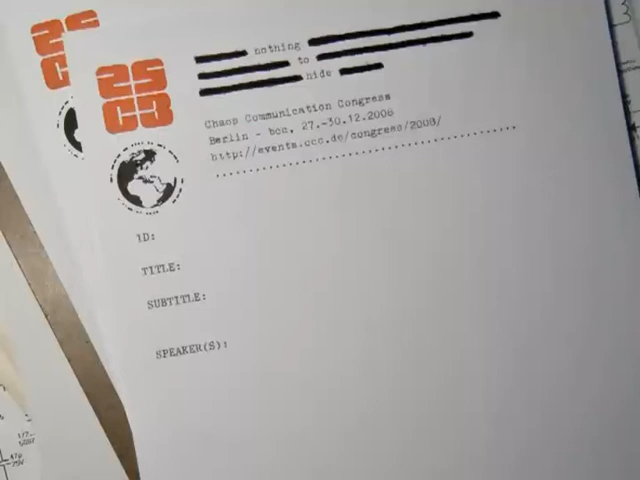 25
C3
nothing
to
hide
Chaos Communication Congress
Berlin - bcc, 27.-30.12.2008
http://events.ccc.de/congress/2008/
ID:
TITLE:
SUBTITLE:
SPEAKER(S):